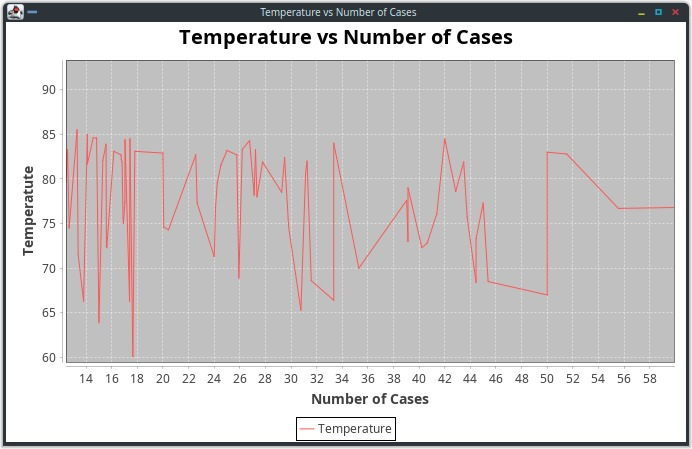 Temperature vs Number of Cases
Temperature vs Number of Cases
90
85
80
75
70
65
60
Temperatute
14 16 18 20 22 24 26 28 30 32 34 36 38 40 42 44 46 48 50 52 54 56 58
Number of Cases
Temperature